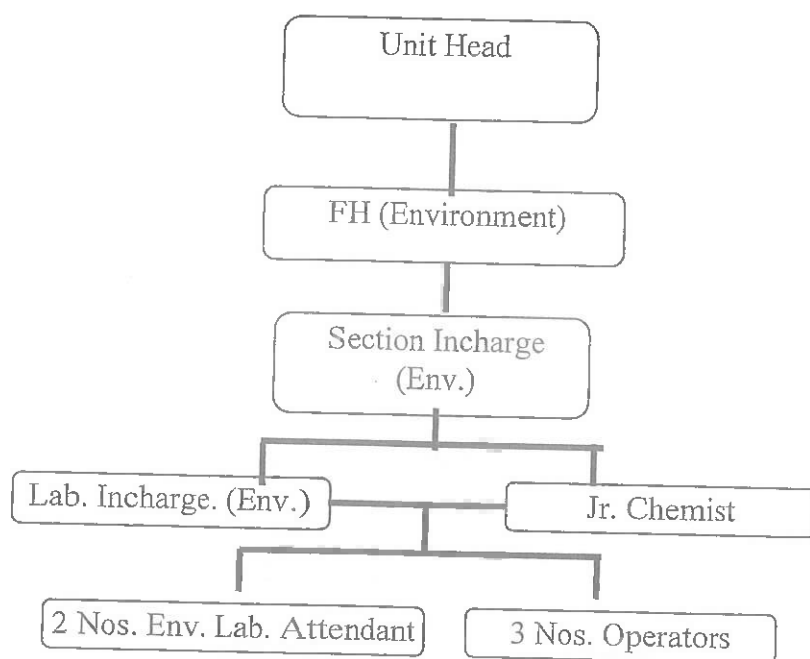 Unit Head
FH (Environment)
Section Incharge
(Env.)
Lab. Incharge. (Env.)
Jr. Chemist
2 Nos. Env. Lab. Attendant
3 Nos. Operators